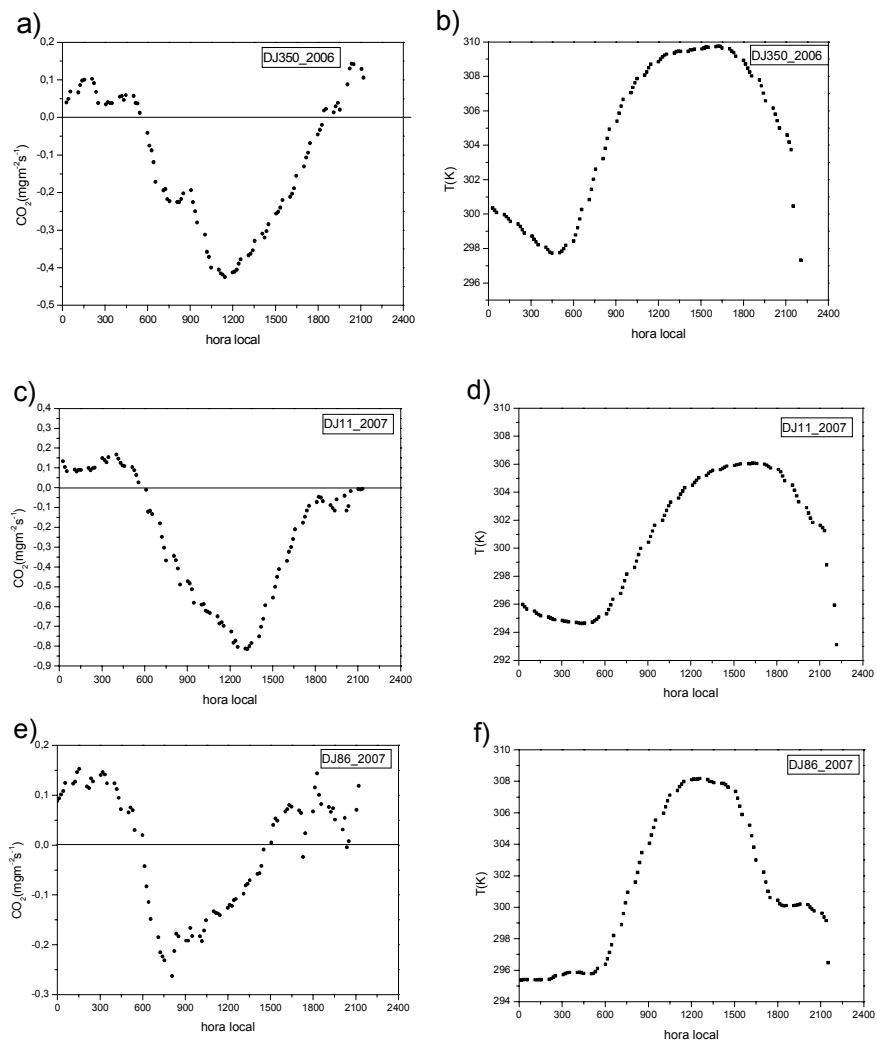 a)
DJ350_2006
0,2
0,1
0,0
-0,1
-0,2
-0,3
-0,4
-0,5
CO₂(mgm⁻²s⁻¹)
0 300 600 900 1200 1500 1800 2100 2400
hora local
b)
DJ350_2006
310
308
306
304
302
300
298
296
T(K)
0 300 600 900 1200 1500 1800 2100 2400
hora local
c)
DJ11_2007
0,4
0,3
0,2
0,1
0,0
-0,1
-0,2
-0,3
-0,4
-0,5
-0,6
-0,7
-0,8
-0,9
CO₂(mgm⁻²s⁻¹)
0 300 600 900 1200 1500 1800 2100 2400
hora local
d)
DJ11_2007
310
308
306
304
302
300
298
296
294
292
T(K)
0 300 600 900 1200 1500 1800 2100 2400
hora local
e)
DJ86_2007
0,2
0,1
0,0
-0,1
-0,2
-0,3
CO₂(mgm⁻²s⁻¹)
0 300 600 900 1200 1500 1800 2100 2400
hora local
f)
DJ86_2007
310
308
306
304
302
300
298
296
294
T(K)
0 300 600 900 1200 1500 1800 2100 2400
hora local